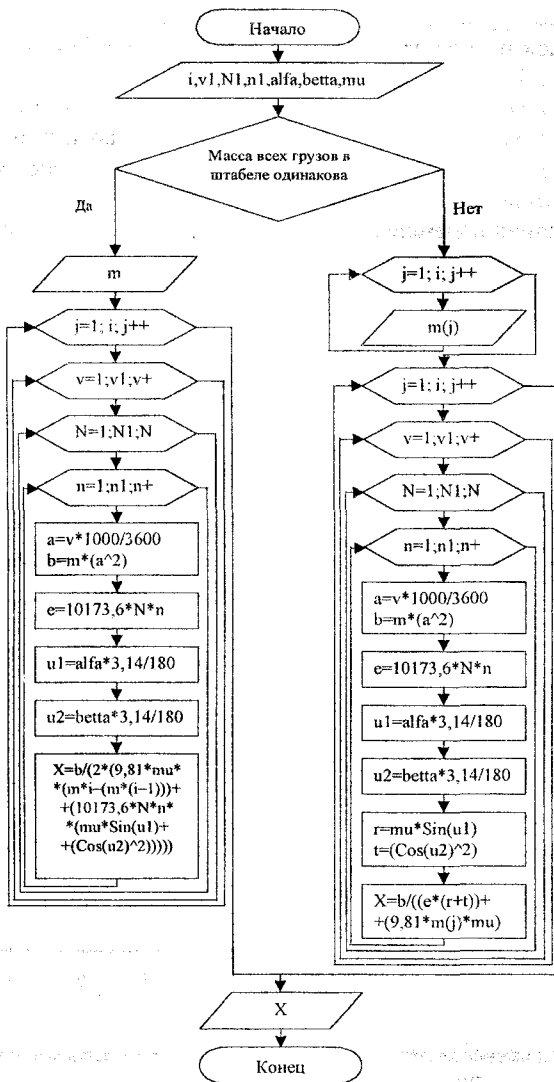 Начало
i,v1,N1,n1,alfa,betta,mu
Масса всех грузов в
штабеле одинакова
Да
Нет
m
j=1; i; j++
v=1;v1;v+
N=1;N1;N
n=1;n1;n+
a=v*1000/3600
b=m*(a^2)
e=10173,6*N*n
u1=alfa*3,14/180
u2=betta*3,14/180
X=b/(2*(9,81*mu*
*(m*i–(m*(i–1)))+
+(10173,6*N*n*
*(mu*Sin(u1)+
+(Cos(u2)^2)))))
j=1; i; j++
m(j)
j=1; i; j++
v=1,v1;v+
N=1;N1;N
n=1;n1;n+
a=v*1000/3600
b=m*(a^2)
e=10173,6*N*n
u1=alfa*3,14/180
u2=betta*3,14/180
r=mu*Sin(u1)
t=(Cos(u2)^2)
X=b/((e*(r+t))+
+(9,81*m(j)*mu)
X
Конец